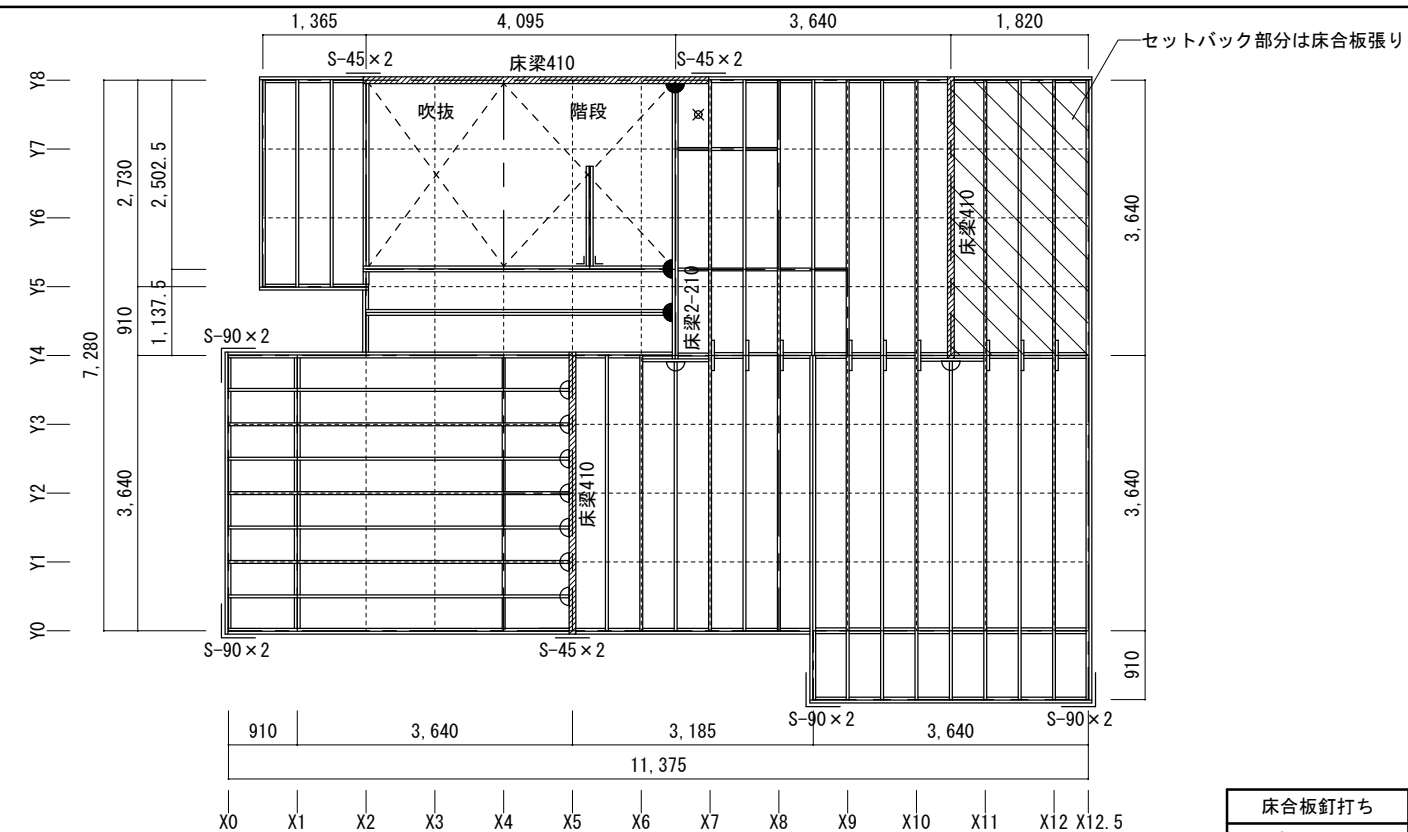 1,365
4,095
3,640
1,820
セットバック部分は床合板張り
S-45×2
床梁410
S-45×2
Y8
吹抜
階段
Y7
2,730
2,502.5
Y6
床梁410
3,640
Y5
910
1,137.5
床梁2-210
7,280
S-90×2
Y4
Y3
3,640
Y2
床梁410
3,640
Y1
Y0
S-90×2
S-45×2
910
S-90×2
S-90×2
910
3,640
3,185
3,640
11,375
X0
X1
X2
X3
X4
X5
X6
X7
X8
X9
X10
X11
X12
X12.5
床合板釘打ち